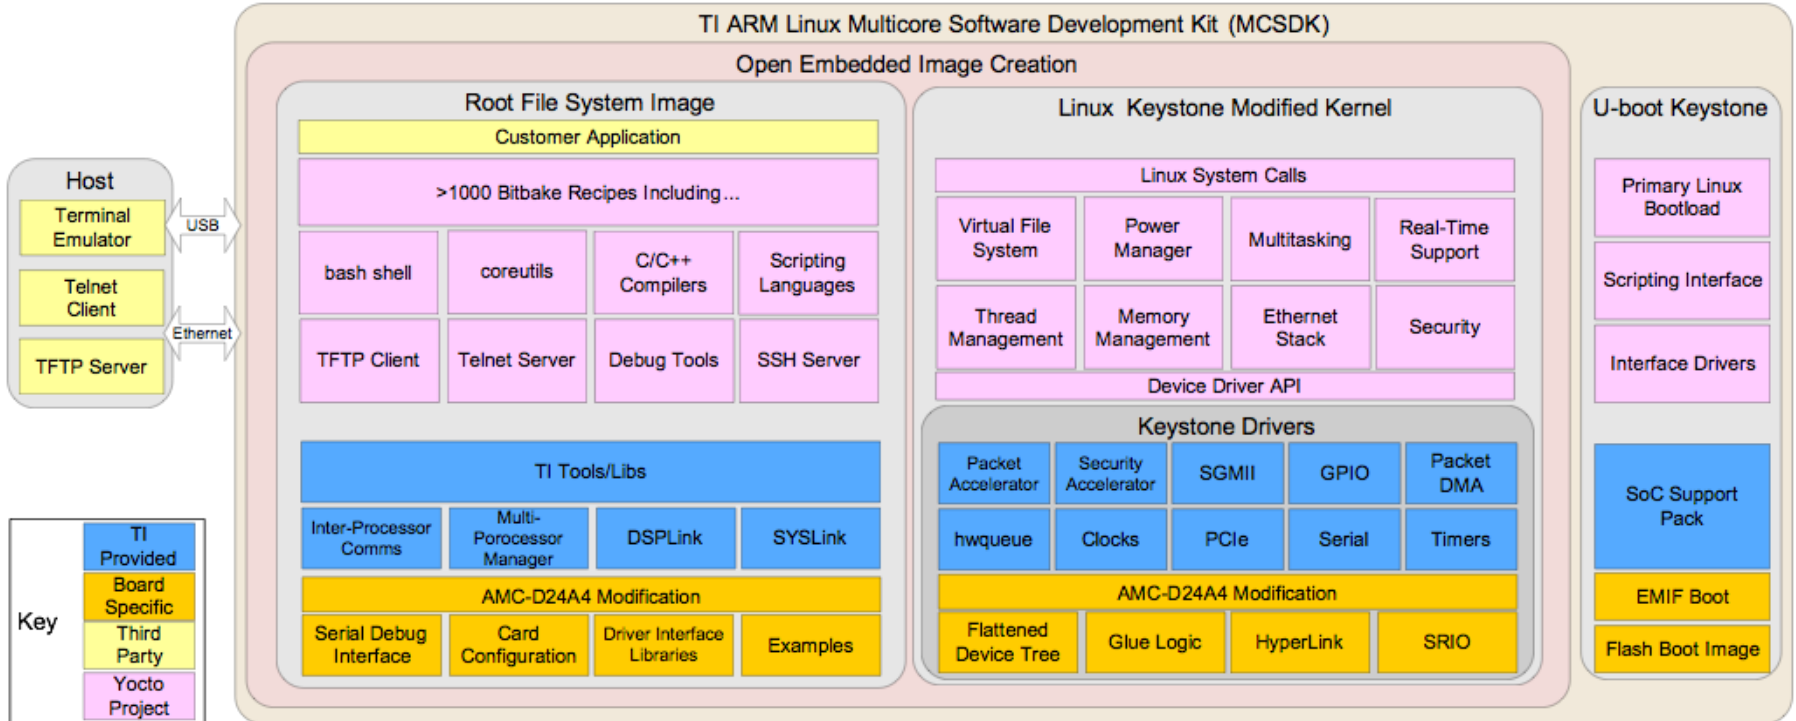 TI ARM Linux Multicore Software Development Kit (MCSDK)
Open Embedded Image Creation
Host
Terminal
Emulator
Telnet
Client
TFTP Server
USB
Ethernet
Root File System Image
Customer Application
>1000 Bitbake Recipes Including...
bash shell
coreutils
C/C++
Compilers
Scripting
Languages
TFTP Client
Telnet Server
Debug Tools
SSH Server
TI Tools/Libs
Inter-Processor
Comms
Multi-
Porocessor
Manager
DSPLink
SYSLink
AMC-D24A4 Modification
Serial Debug
Interface
Card
Configuration
Driver Interface
Libraries
Examples
Linux Keystone Modified Kernel
Linux System Calls
Virtual File
System
Power
Manager
Multitasking
Real-Time
Support
Thread
Management
Memory
Management
Ethernet
Stack
Security
Device Driver API
Keystone Drivers
Packet
Accelerator
Security
Accelerator
SGMII
GPIO
Packet
DMA
hwqueue
Clocks
PCIe
Serial
Timers
AMC-D24A4 Modification
Flattened
Device Tree
Glue Logic
HyperLink
SRIO
U-boot Keystone
Primary Linux
Bootload
Scripting Interface
Interface Drivers
SoC Support
Pack
EMIF Boot
Flash Boot Image
Key
TI
Provided
Board
Specific
Third
Party
Yocto
Project